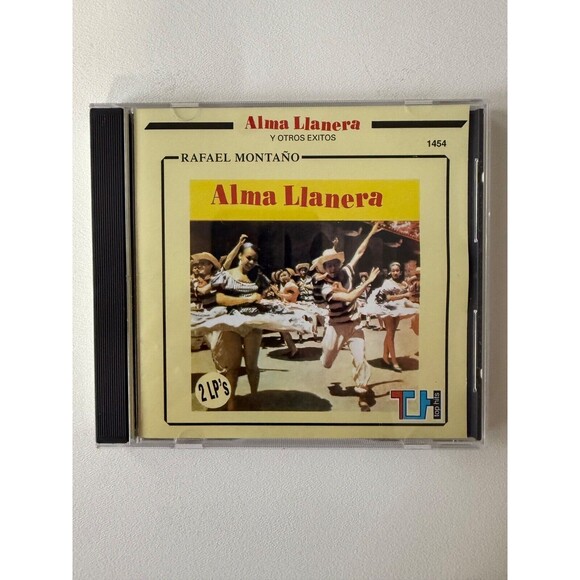 Alma Llanera
Y OTROS EXITOS
1454
RAFAEL MONTAÑO
Alma Llanera
2 LP's
TH
top hits